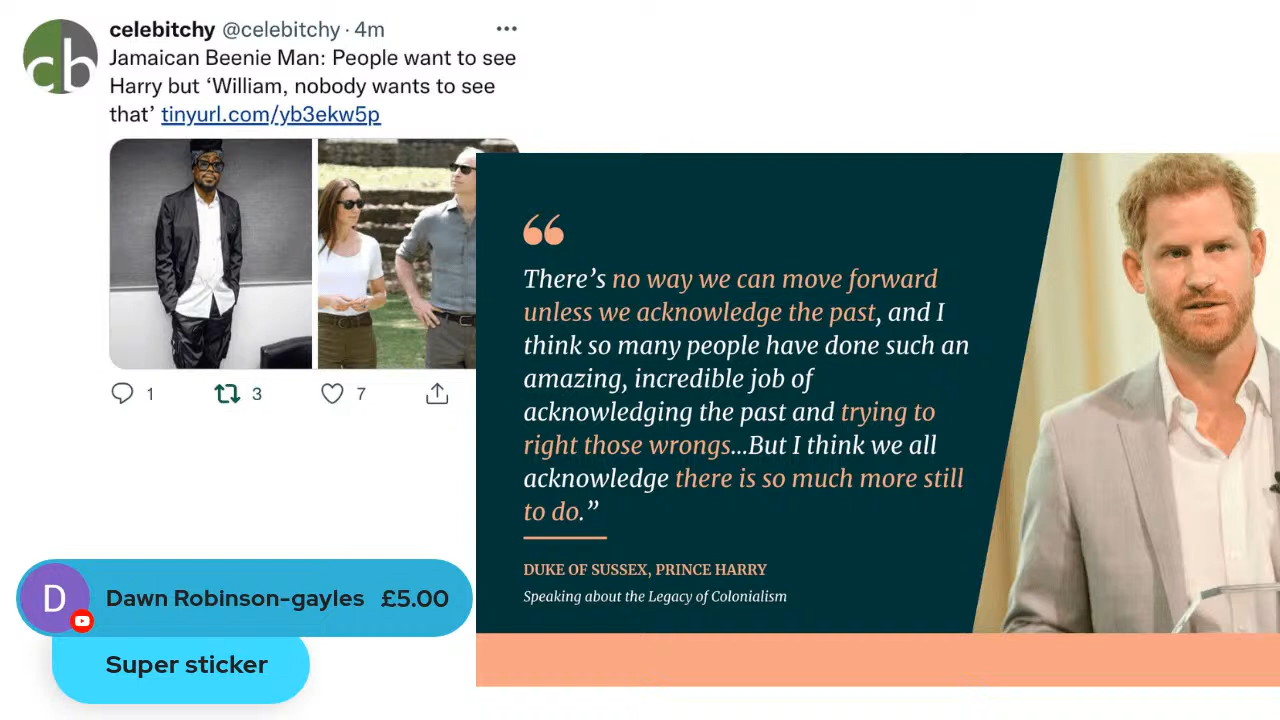 celebitchy @celebitchy · 4m
Jamaican Beenie Man: People want to see
Harry but ‘William, nobody wants to see
that’ tinyurl.com/yb3ekw5p
cb
1
3
7
“
There’s no way we can move forward
unless we acknowledge the past, and I
think so many people have done such an
amazing, incredible job of
acknowledging the past and trying to
right those wrongs...But I think we all
acknowledge there is so much more still
to do.”
DUKE OF SUSSEX, PRINCE HARRY
Speaking about the Legacy of Colonialism
D
Dawn Robinson-gayles £5.00
Super sticker